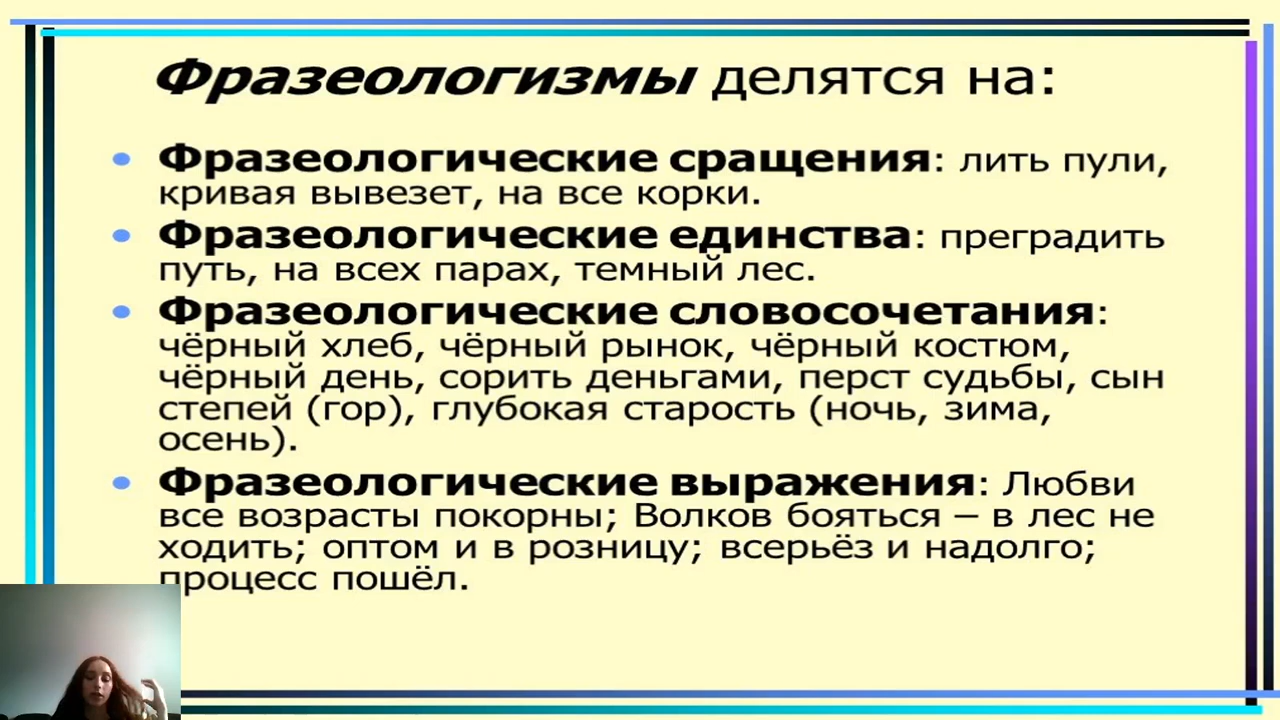 Фразеологизмы делятся на:
• Фразеологические сращения: лить пули,
кривая вывезет, на все корки.
• Фразеологические единства: преградить
путь, на всех парах, темный лес.
• Фразеологические словосочетания:
чёрный хлеб, чёрный рынок, чёрный костюм,
чёрный день, сорить деньгами, перст судьбы, сын
степей (гор), глубокая старость (ночь, зима,
осень).
• Фразеологические выражения: Любви
все возрасты покорны; Волков бояться – в лес не
ходить; оптом и в розницу; всерьёз и надолго;
процесс пошёл.